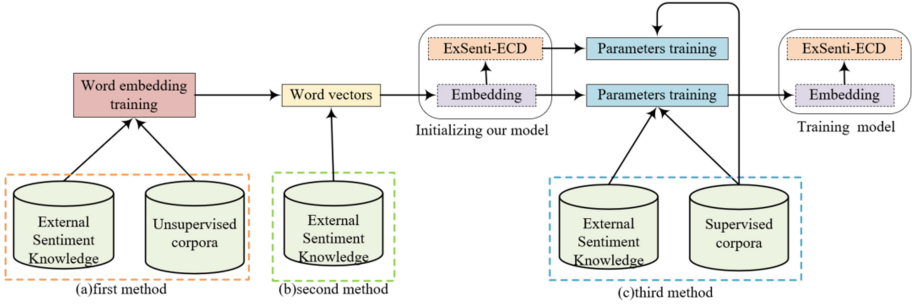 ExSenti-ECD
Parameters training
ExSenti-ECD
Word embedding
training
Word vectors
Embedding
Parameters training
Embedding
Initializing our model
Training model
External
Sentiment
Knowledge
Unsupervised
corpora
External
Sentiment
Knowledge
External
Sentiment
Knowledge
Supervised
corpora
(a)first method
(b)second method
(c)third method